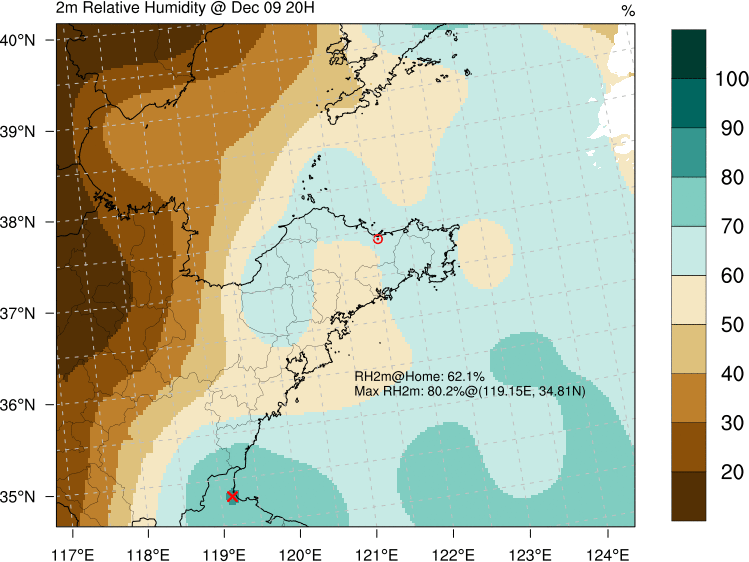 2m Relative Humidity @ Dec 09 20H
%
40°N
39°N
38°N
37°N
36°N
35°N
100
90
80
70
60
50
40
30
20
RH2m@Home: 62.1%
Max RH2m: 80.2%@(119.15E, 34.81N)
117°E 118°E 119°E 120°E 121°E 122°E 123°E 124°E